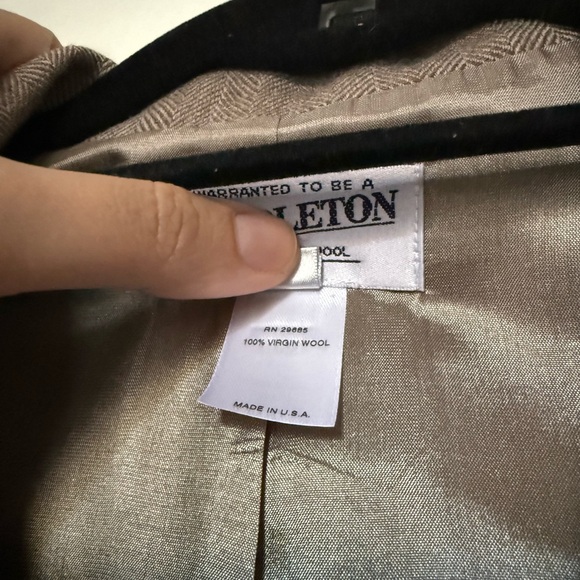 WARRANTED TO BE A
LETON
OOL
RN 29685
100% VIRGIN WOOL
MADE IN U.S.A.